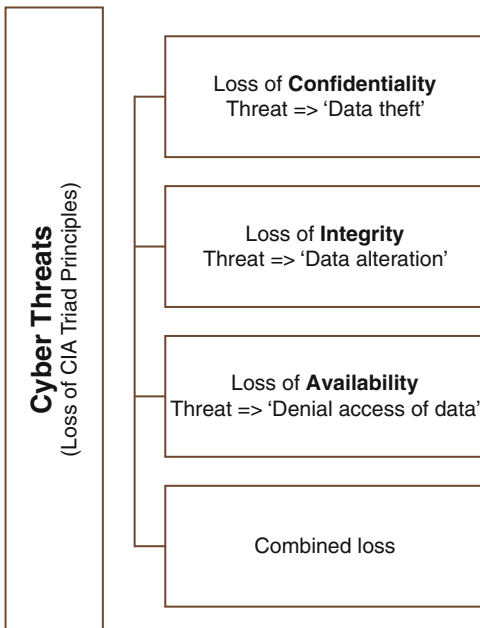 Cyber Threats
(Loss of CIA Triad Principles)
Loss of Confidentiality
Threat => ‘Data theft’
Loss of Integrity
Threat => ‘Data alteration’
Loss of Availability
Threat => ‘Denial access of data’
Combined loss